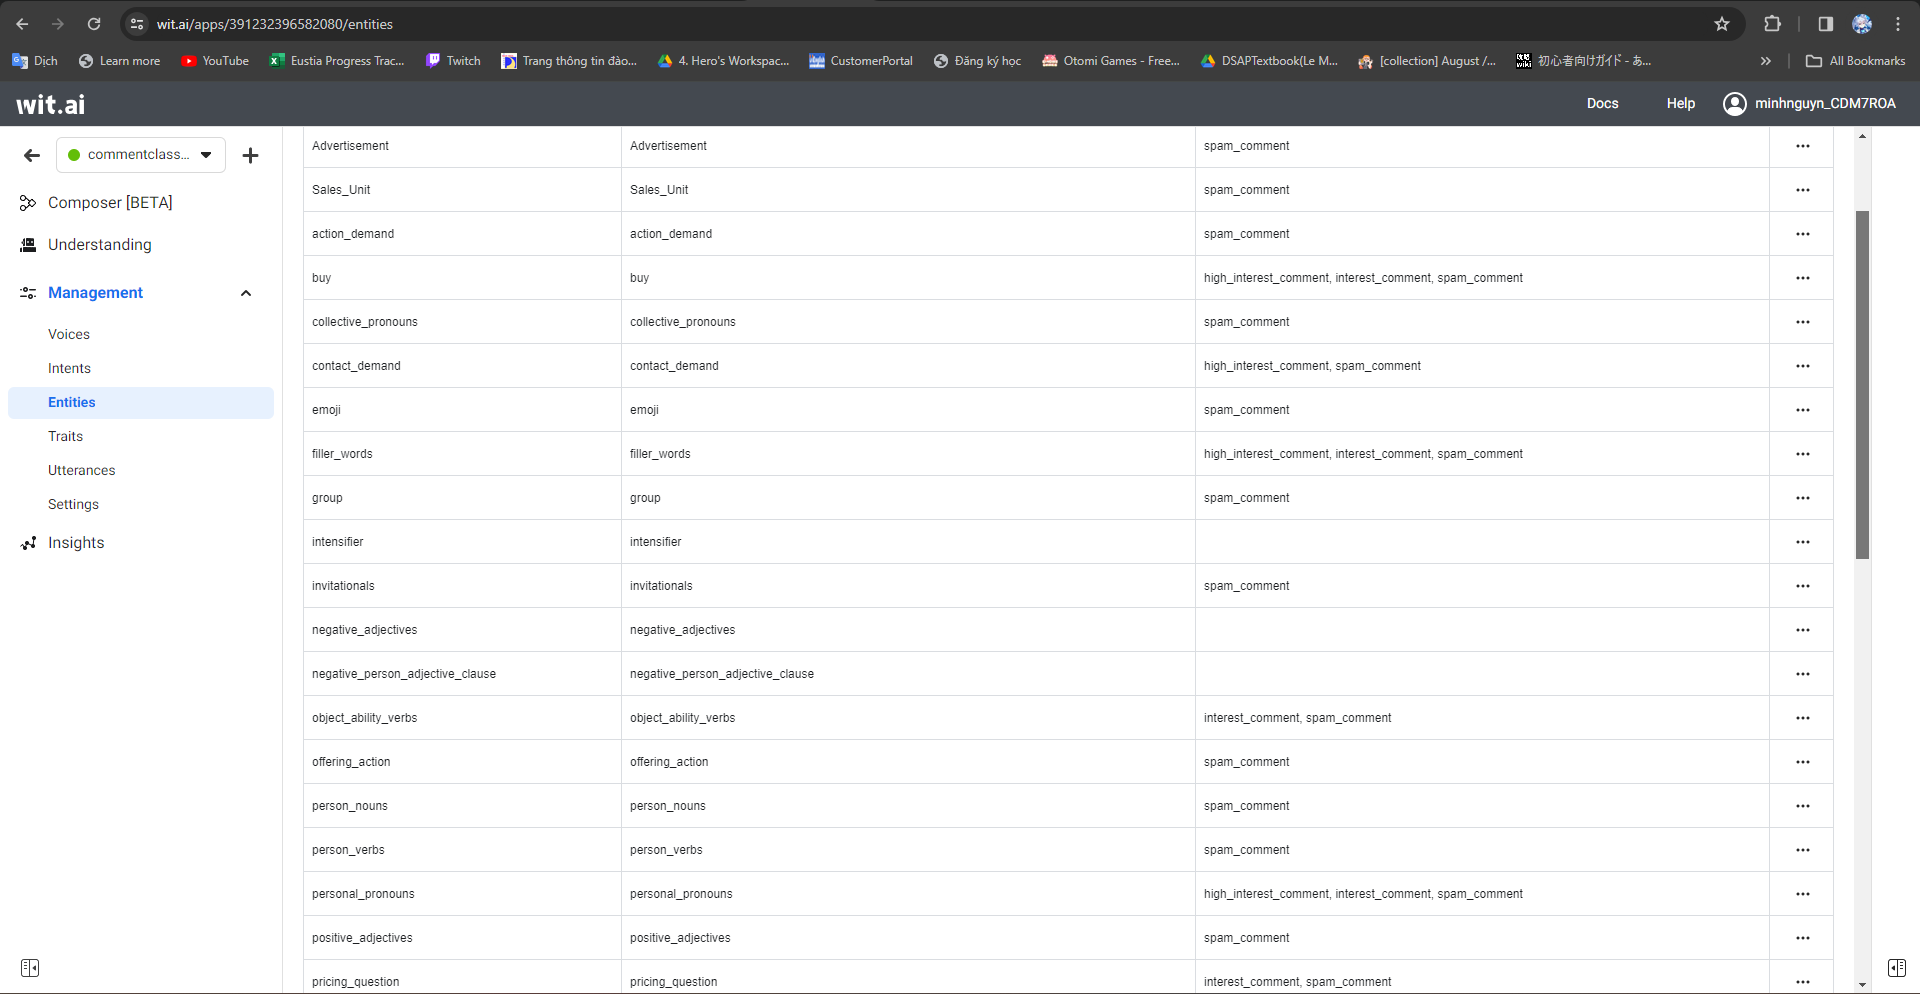 wit.ai/apps/391232396582080/entities
Dịch
Learn more
YouTube
Eustia Progress Trac...
Twitch
Trang thông tin đào...
4. Hero's Workspac...
CustomerPortal
Đăng ký học
Otomi Games - Free...
DSAPTextbook(Le M...
[collection] August /...
初心者向けガイド - あ...
All Bookmarks
wit.ai
Docs
Help
minhnguyn_CDM7ROA
commentclass...
Composer [BETA]
Understanding
Management
Voices
Intents
Entities
Traits
Utterances
Settings
Insights
Advertisement Advertisement spam_comment
Sales_Unit Sales_Unit spam_comment
action_demand action_demand spam_comment
buy buy high_interest_comment, interest_comment, spam_comment
collective_pronouns collective_pronouns spam_comment
contact_demand contact_demand high_interest_comment, spam_comment
emoji emoji spam_comment
filler_words filler_words high_interest_comment, interest_comment, spam_comment
group group spam_comment
intensifier intensifier
invitationals invitationals spam_comment
negative_adjectives negative_adjectives
negative_person_adjective_clause negative_person_adjective_clause
object_ability_verbs object_ability_verbs interest_comment, spam_comment
offering_action offering_action spam_comment
person_nouns person_nouns spam_comment
person_verbs person_verbs spam_comment
personal_pronouns personal_pronouns high_interest_comment, interest_comment, spam_comment
positive_adjectives positive_adjectives spam_comment
pricing_question pricing_question interest_comment, spam_comment